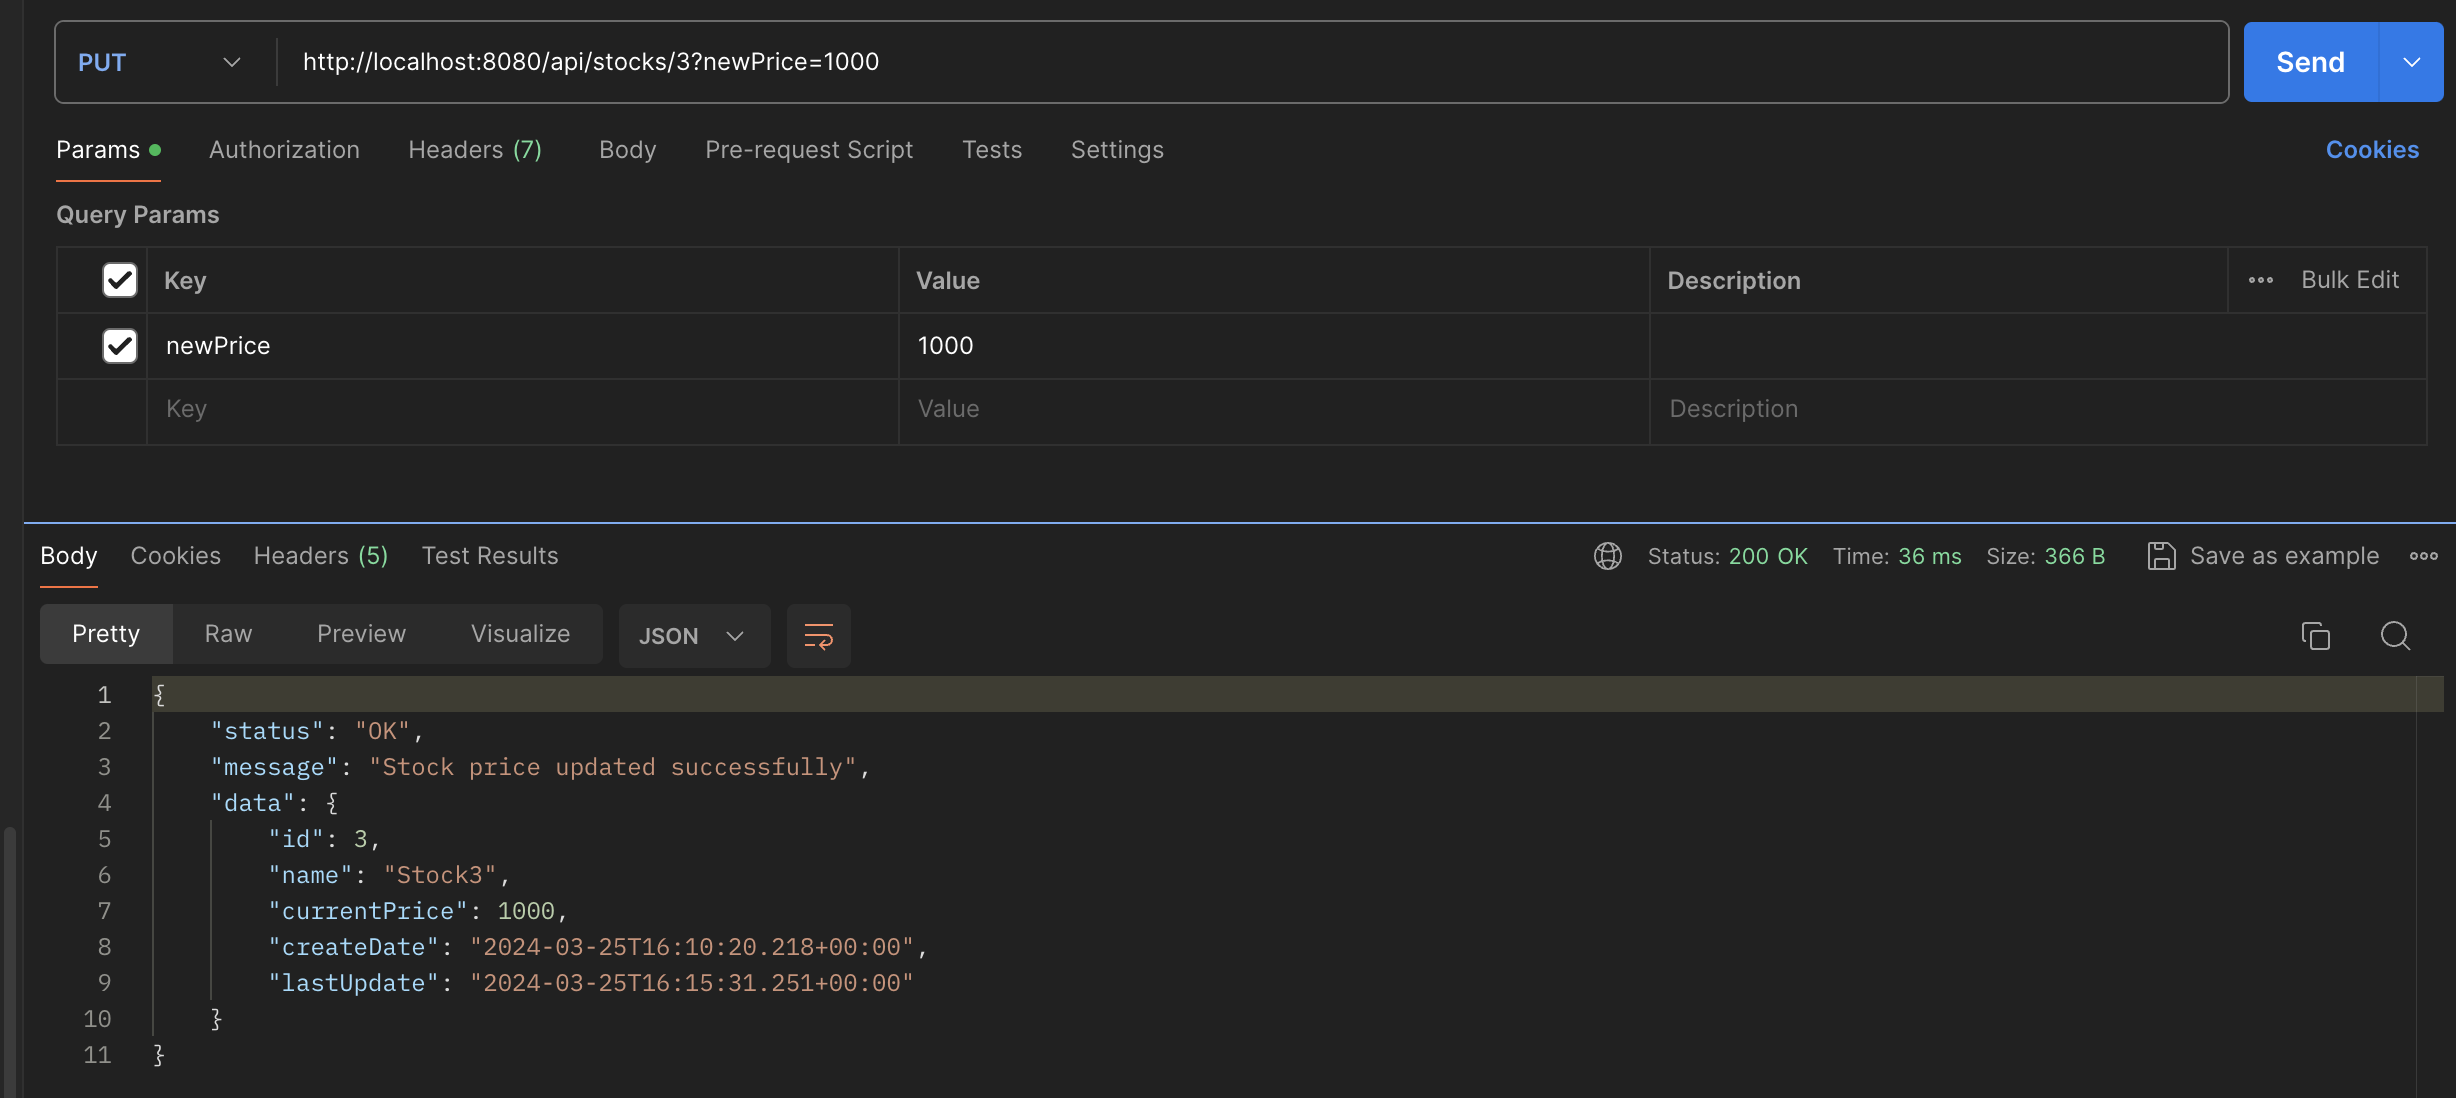 PUT http://localhost:8080/api/stocks/3?newPrice=1000 Send
Params Authorization Headers (7) Body Pre-request Script Tests Settings Cookies
Query Params
Key Value Description Bulk Edit
newPrice 1000
Key Value Description
Body Cookies Headers (5) Test Results Status: 200 OK Time: 36 ms Size: 366 B Save as example
Pretty Raw Preview Visualize JSON
1 {
2 "status": "OK",
3 "message": "Stock price updated successfully",
4 "data": {
5 "id": 3,
6 "name": "Stock3",
7 "currentPrice": 1000,
8 "createDate": "2024-03-25T16:10:20.218+00:00",
9 "lastUpdate": "2024-03-25T16:15:31.251+00:00"
10 }
11 }